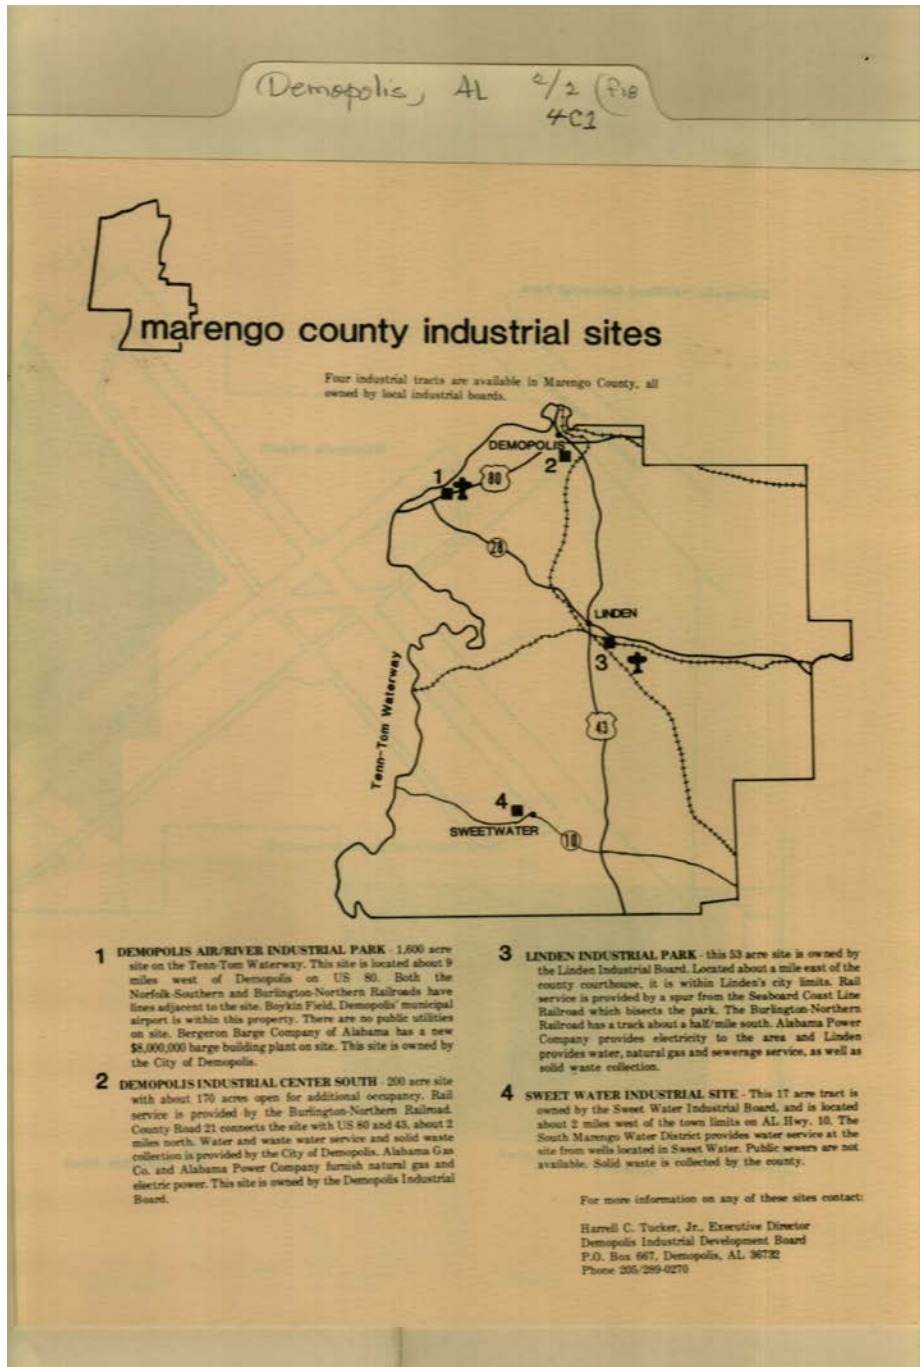 Demopolis, AL 2/2 (F18
4C1
marengo county industrial sites
Four industrial tracts are available in Marengo County, all
owned by local industrial boards.
DEMOPOLIS
2
1
80
28
LINDEN
3
Tenn-Tom Waterway
43
4
SWEETWATER
10
1 DEMOPOLIS AIR/RIVER INDUSTRIAL PARK - 1,600 acre
site on the Tenn-Tom Waterway. This site is located about 9
miles west of Demopolis on US 80. Both the
Norfolk-Southern and Burlington-Northern Railroads have
lines adjacent to the site. Boykin Field, Demopolis' municipal
airport is within this property. There are no public utilities
on site. Bergeron Barge Company of Alabama has a new
$8,000,000 barge building plant on site. This site is owned by
the City of Demopolis.
2 DEMOPOLIS INDUSTRIAL CENTER SOUTH - 200 acre site
with about 170 acres open for additional occupancy. Rail
service is provided by the Burlington-Northern Railroad.
County Road 21 connects the site with US 80 and 43, about 2
miles north. Water and waste water service and solid waste
collection is provided by the City of Demopolis. Alabama Gas
Co. and Alabama Power Company furnish natural gas and
electric power. This site is owned by the Demopolis Industrial
Board.
3 LINDEN INDUSTRIAL PARK - this 53 acre site is owned by
the Linden Industrial Board. Located about a mile east of the
county courthouse, it is within Linden's city limits. Rail
service is provided by a spur from the Seaboard Coast Line
Railroad which bisects the park. The Burlington-Northern
Railroad has a track about a half/mile south. Alabama Power
Company provides electricity to the area and Linden
provides water, natural gas and sewerage service, as well as
solid waste collection.
4 SWEET WATER INDUSTRIAL SITE - This 17 acre tract is
owned by the Sweet Water Industrial Board, and is located
about 2 miles west of the town limits on AL Hwy. 10. The
South Marengo Water District provides water service at the
site from wells located in Sweet Water. Public sewers are not
available. Solid waste is collected by the county.
For more information on any of these sites contact:
Harrell C. Tucker, Jr., Executive Director
Demopolis Industrial Development Board
P.O. Box 667, Demopolis, AL 36732
Phone 205/289-0270